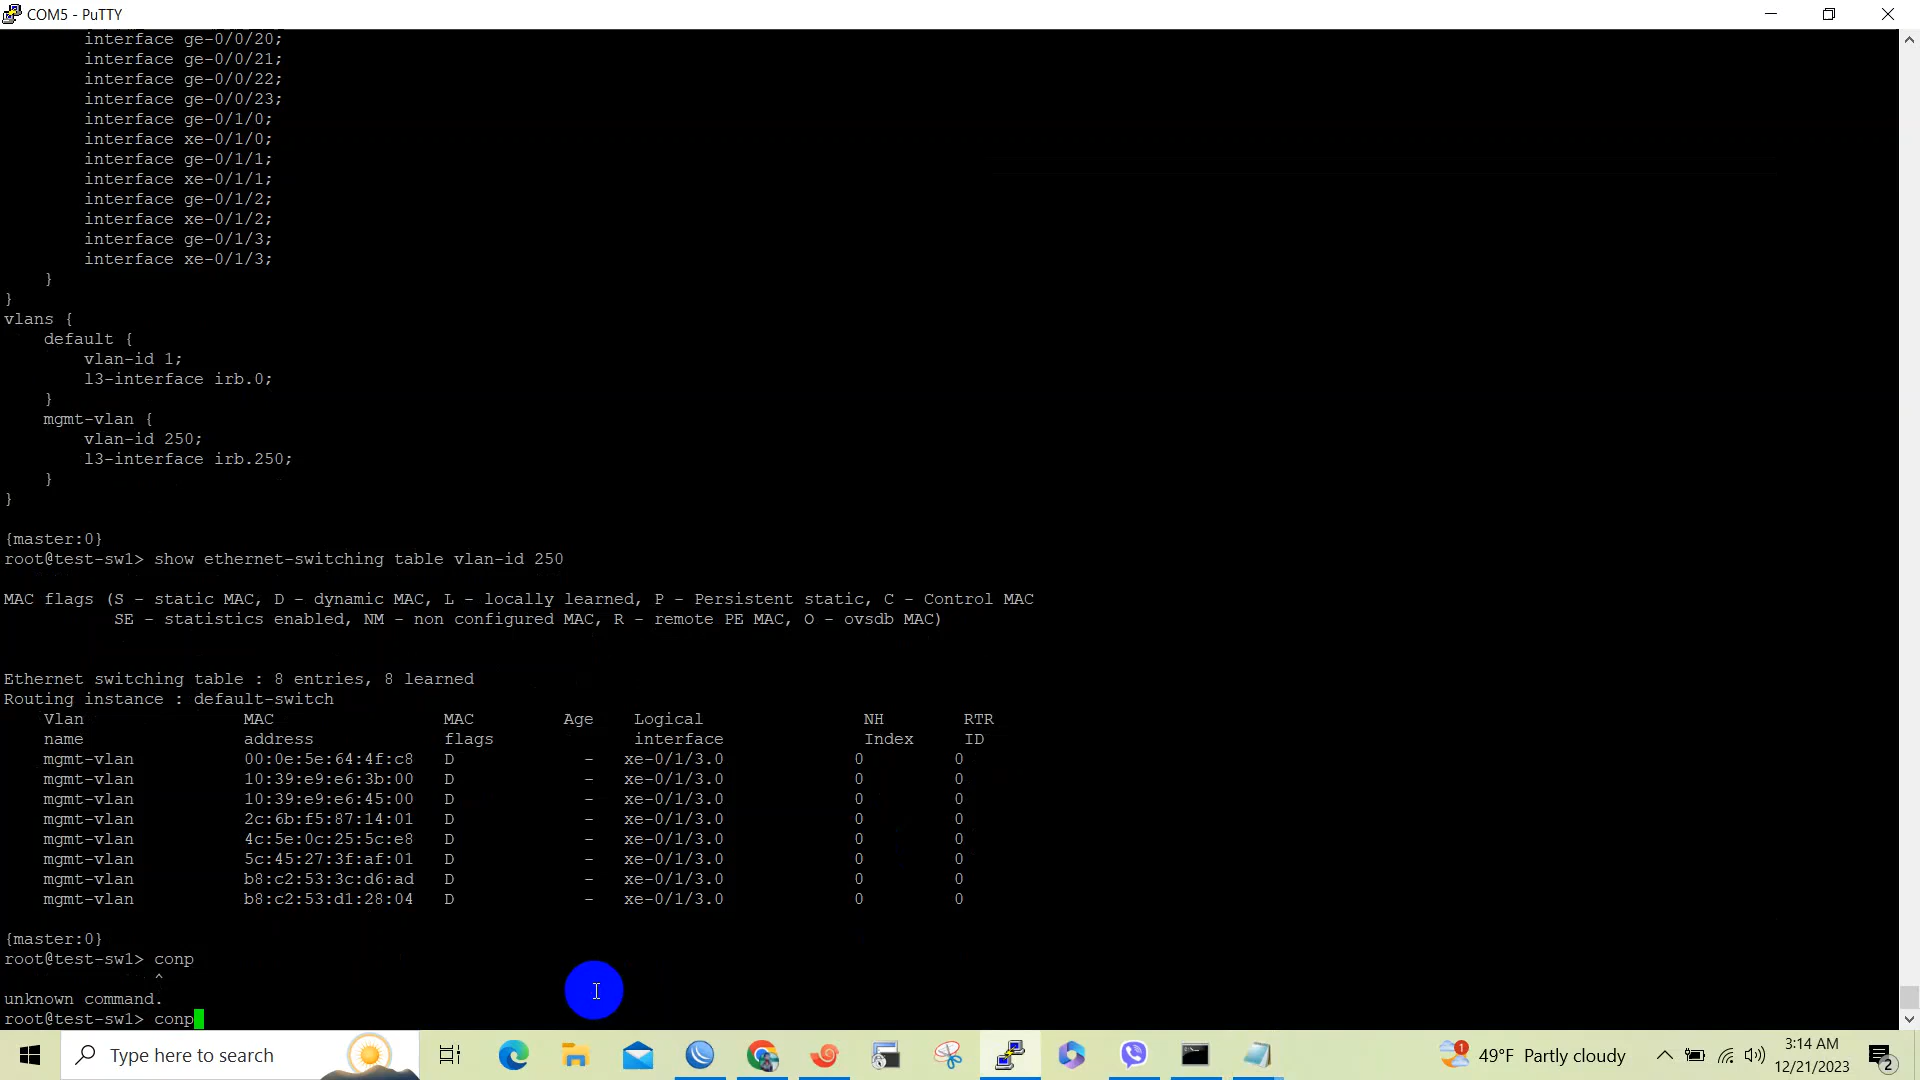 COM5 - PuTTY
interface ge-0/0/20;
interface ge-0/0/21;
interface ge-0/0/22;
interface ge-0/0/23;
interface ge-0/1/0;
interface xe-0/1/0;
interface ge-0/1/1;
interface xe-0/1/1;
interface ge-0/1/2;
interface xe-0/1/2;
interface ge-0/1/3;
interface xe-0/1/3;
}
}
vlans {
default {
vlan-id 1;
l3-interface irb.0;
}
mgmt-vlan {
vlan-id 250;
l3-interface irb.250;
}
}
{master:0}
root@test-sw1> show ethernet-switching table vlan-id 250
MAC flags (S - static MAC, D - dynamic MAC, L - locally learned, P - Persistent static, C - Control MAC
SE - statistics enabled, NM - non configured MAC, R - remote PE MAC, O - ovsdb MAC)
Ethernet switching table : 8 entries, 8 learned
Routing instance : default-switch
Vlan MAC MAC Age Logical NH RTR
name address flags interface Index ID
mgmt-vlan 00:0e:5e:64:4f:c8 D - xe-0/1/3.0 0 0
mgmt-vlan 10:39:e9:e6:3b:00 D - xe-0/1/3.0 0 0
mgmt-vlan 10:39:e9:e6:45:00 D - xe-0/1/3.0 0 0
mgmt-vlan 2c:6b:f5:87:14:01 D - xe-0/1/3.0 0 0
mgmt-vlan 4c:5e:0c:25:5c:e8 D - xe-0/1/3.0 0 0
mgmt-vlan 5c:45:27:3f:af:01 D - xe-0/1/3.0 0 0
mgmt-vlan b8:c2:53:3c:d6:ad D - xe-0/1/3.0 0 0
mgmt-vlan b8:c2:53:d1:28:04 D - xe-0/1/3.0 0 0
{master:0}
root@test-sw1> conp
^
unknown command.
root@test-sw1> conp
Type here to search
1
49°F Partly cloudy
3:14 AM
12/21/2023
2